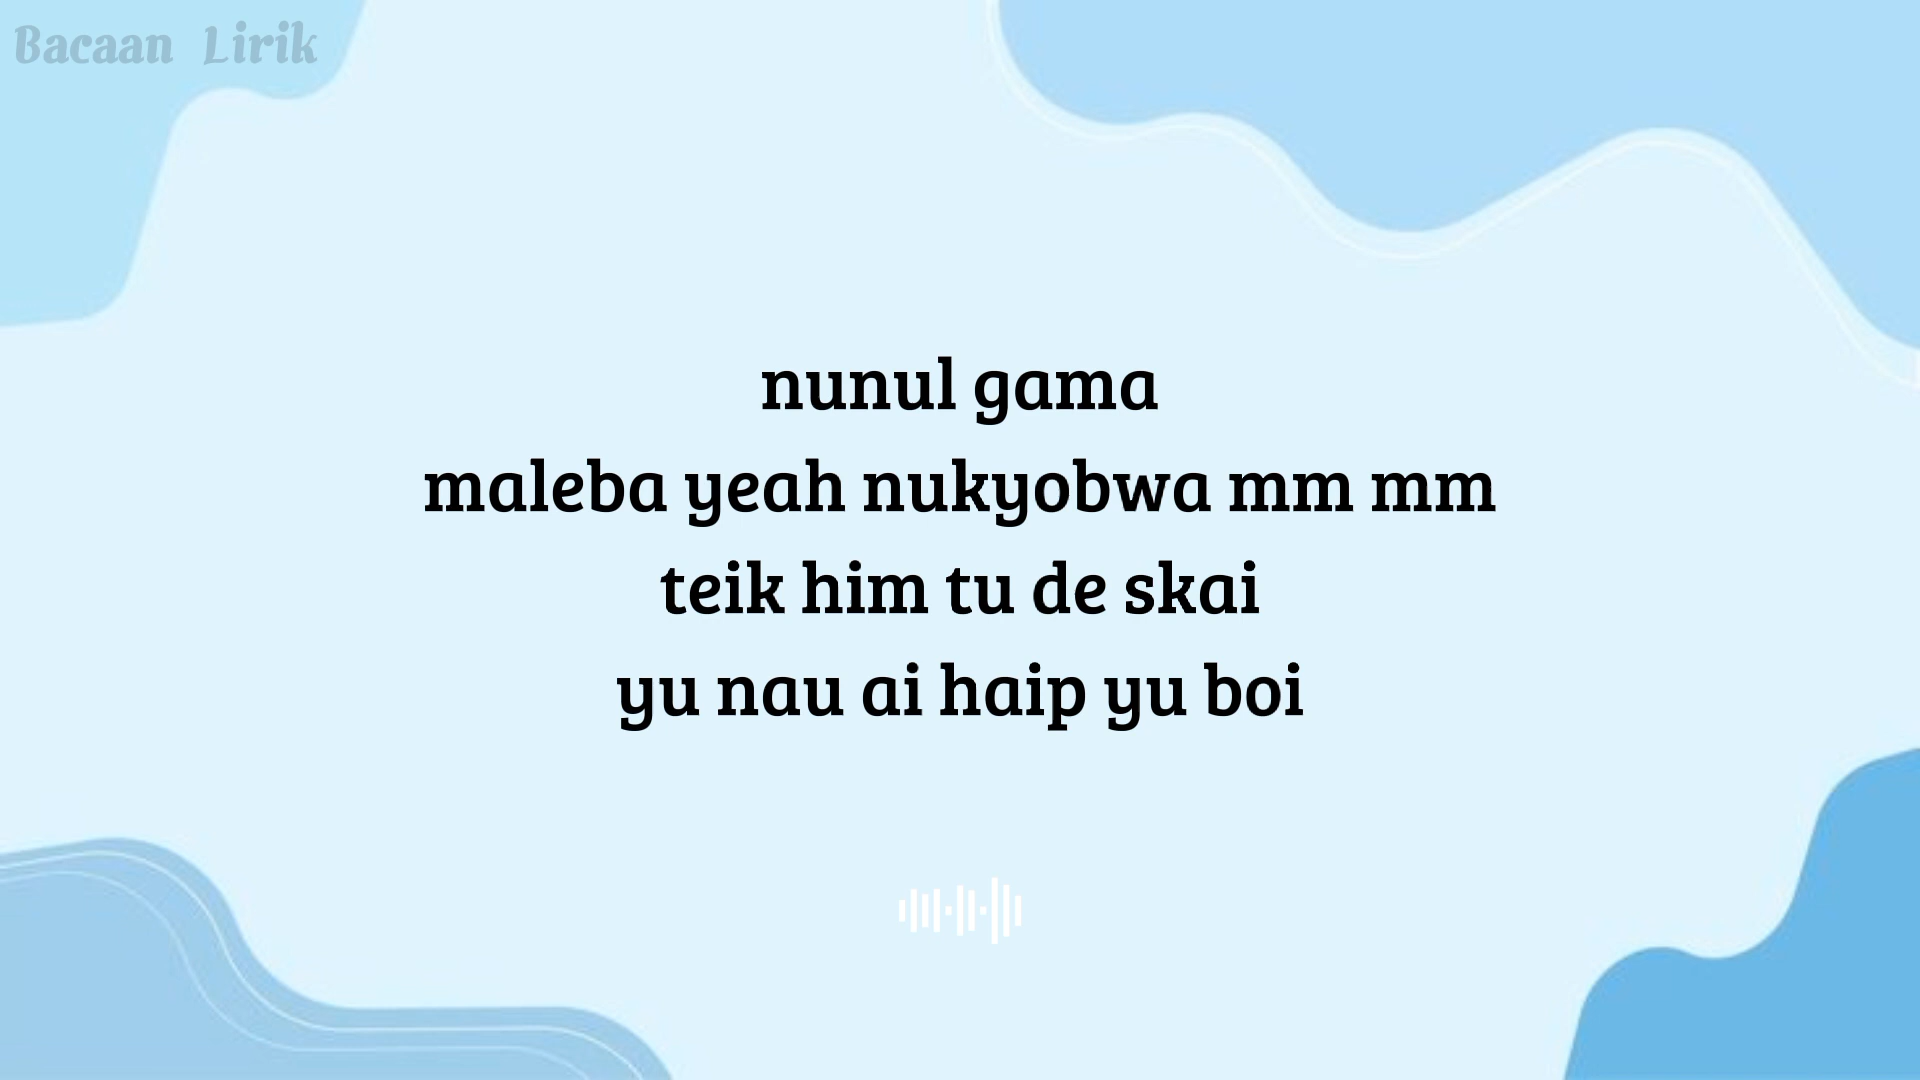 Bacaan Lirik
nunul gama
maleba yeah nukyobwa mm mm
teik him tu de skai
yu nau ai haip yu boi